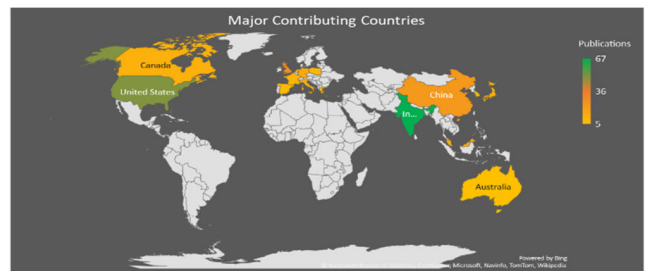 Major Contributing Countries
Publications
67
36
5
Canada
United States
China
In...
Australia
Powered by Bing
Microsoft, Navinfo, TomTom, Wikipedia